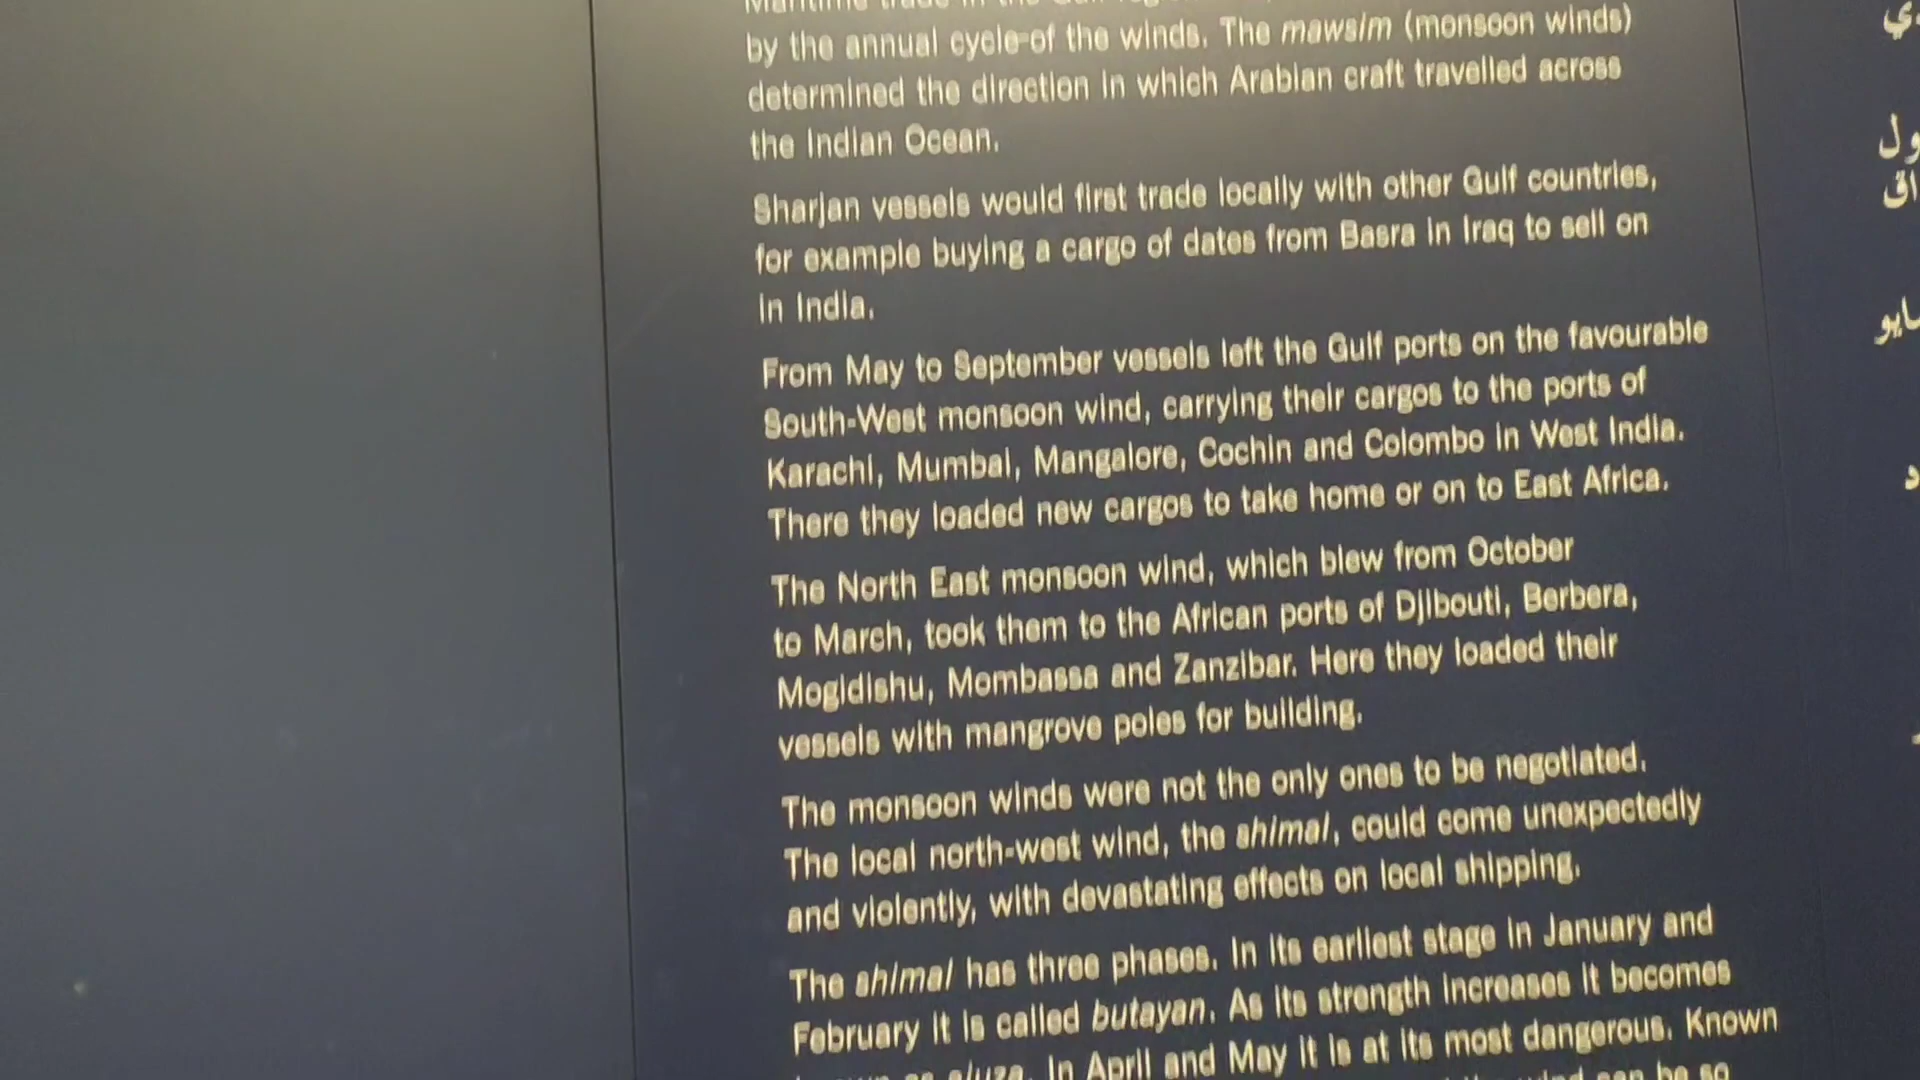 Maritime trade in the Gulf
by the annual cycle of the winds. The mawsim (monsoon winds)
determined the direction in which Arabian craft travelled across
the Indian Ocean.
Sharjan vessels would first trade locally with other Gulf countries,
for example buying a cargo of dates from Basra in Iraq to sell on
in India.
From May to September vessels left the Gulf ports on the favourable
South-West monsoon wind, carrying their cargos to the ports of
Karachi, Mumbai, Mangalore, Cochin and Colombo in West India.
There they loaded new cargos to take home or on to East Africa.
The North East monsoon wind, which blew from October
to March, took them to the African ports of Djibouti, Berbera,
Mogidishu, Mombassa and Zanzibar. Here they loaded their
vessels with mangrove poles for building.
The monsoon winds were not the only ones to be negotiated.
The local north-west wind, the shimal, could come unexpectedly
and violently, with devastating effects on local shipping.
The shimal has three phases. In its earliest stage in January and
February it is called butayan. As its strength increases it becomes
In April and May it is at its most dangerous. Known
wind can be so